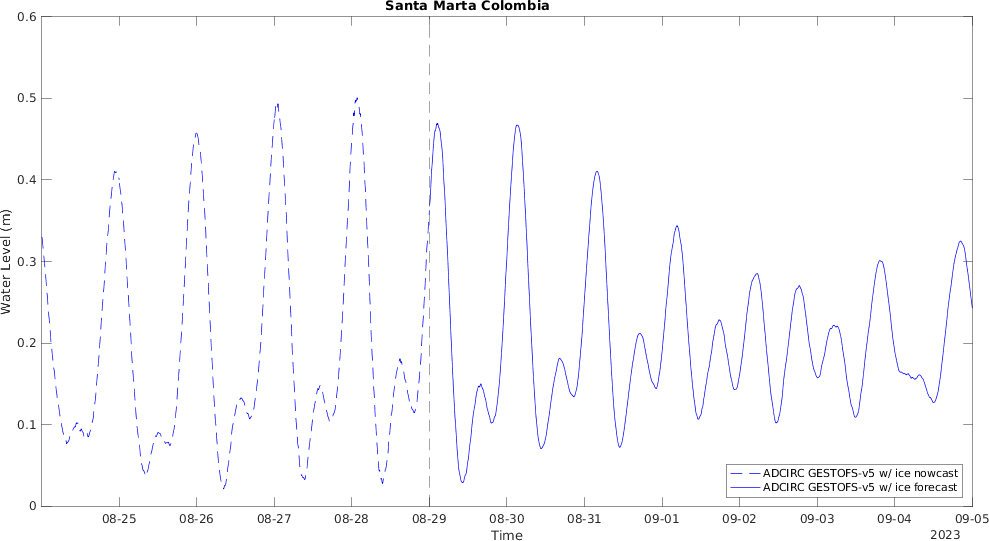 Santa Marta Colombia
0.6
0.5
0.4
0.3
0.2
0.1
0
Water Level (m)
08-25 08-26 08-27 08-28 08-29 08-30 08-31 09-01 09-02 09-03 09-04 09-05
Time
2023
ADCIRC GESTOFS-v5 w/ ice nowcast
ADCIRC GESTOFS-v5 w/ ice forecast